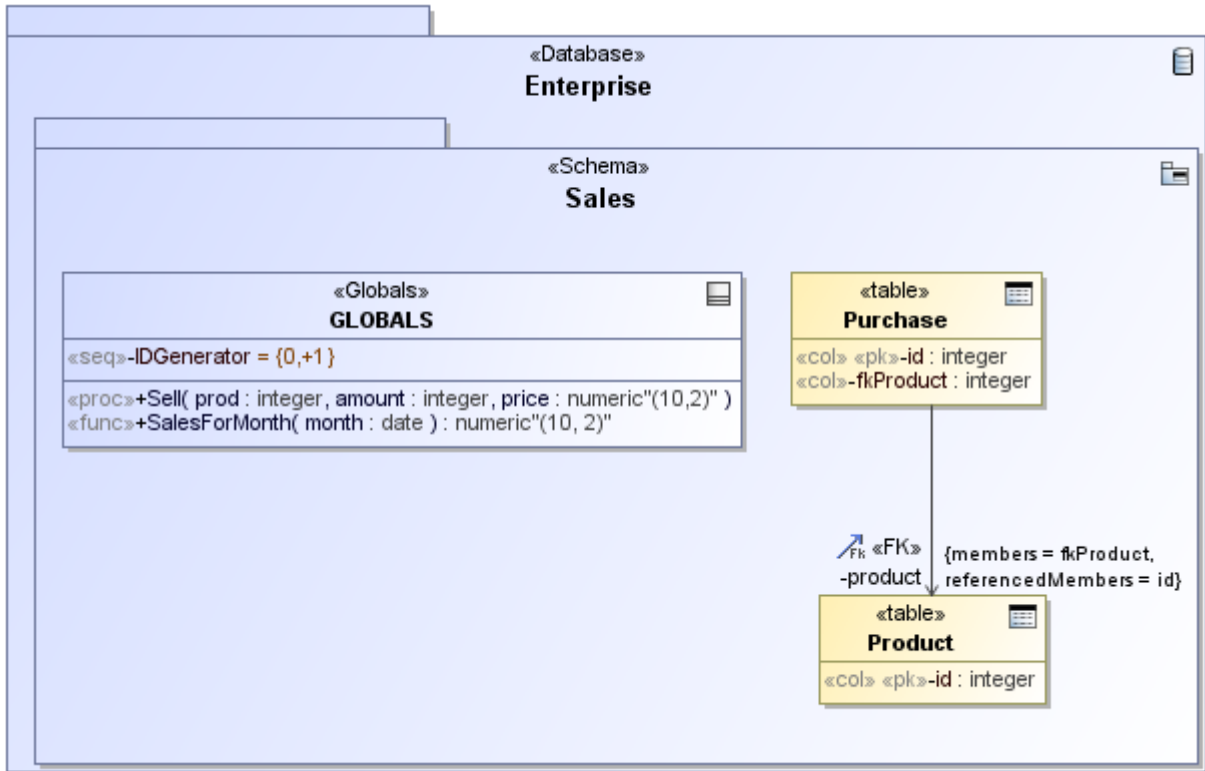 «Database»
Enterprise
«Schema»
Sales
«Globals»
GLOBALS
«seq»-IDGenerator = {0,+1}
«proc»+Sell( prod : integer, amount : integer, price : numeric"(10,2)" )
«func»+SalesForMonth( month : date ) : numeric"(10, 2)"
«table»
Purchase
«col» «pk»-id : integer
«col»-fkProduct : integer
Fk «FK»
-product
{members = fkProduct,
referencedMembers = id}
«table»
Product
«col» «pk»-id : integer